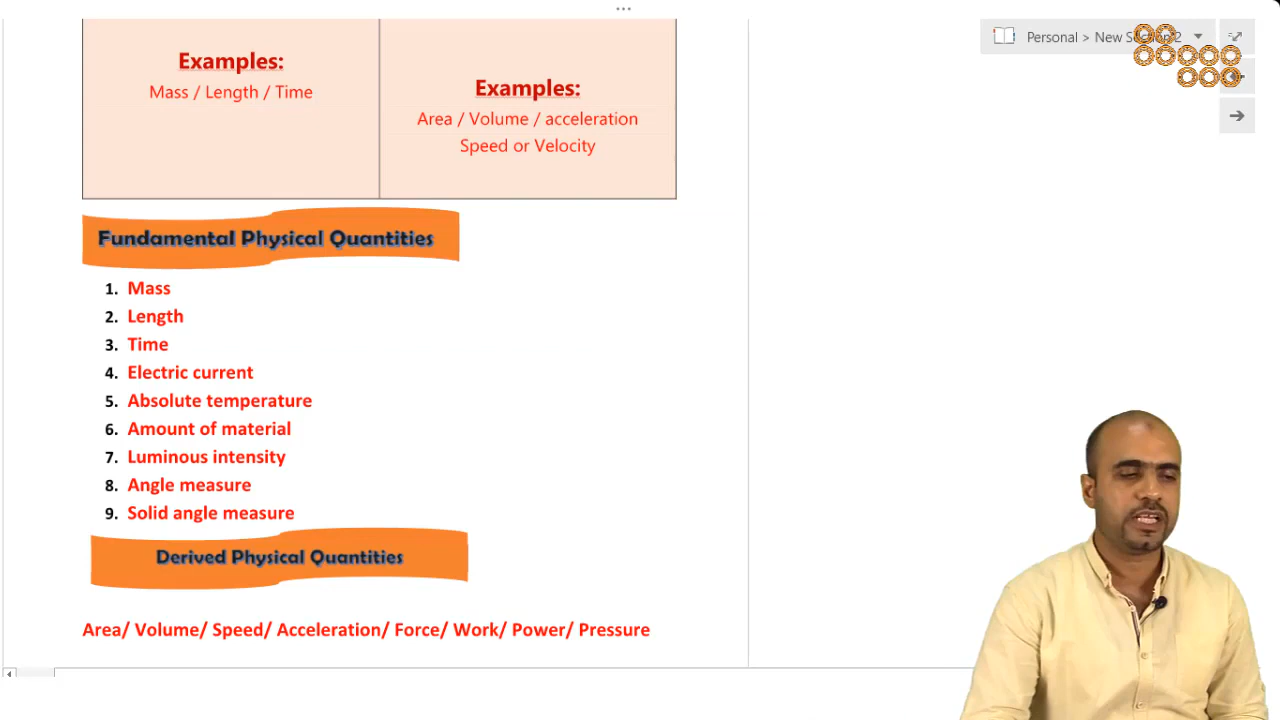 Personal > New Section 2
Examples:
Mass / Length / Time
Examples:
Area / Volume / acceleration
Speed or Velocity
Fundamental Physical Quantities
1. Mass
2. Length
3. Time
4. Electric current
5. Absolute temperature
6. Amount of material
7. Luminous intensity
8. Angle measure
9. Solid angle measure
Derived Physical Quantities
Area/ Volume/ Speed/ Acceleration/ Force/ Work/ Power/ Pressure